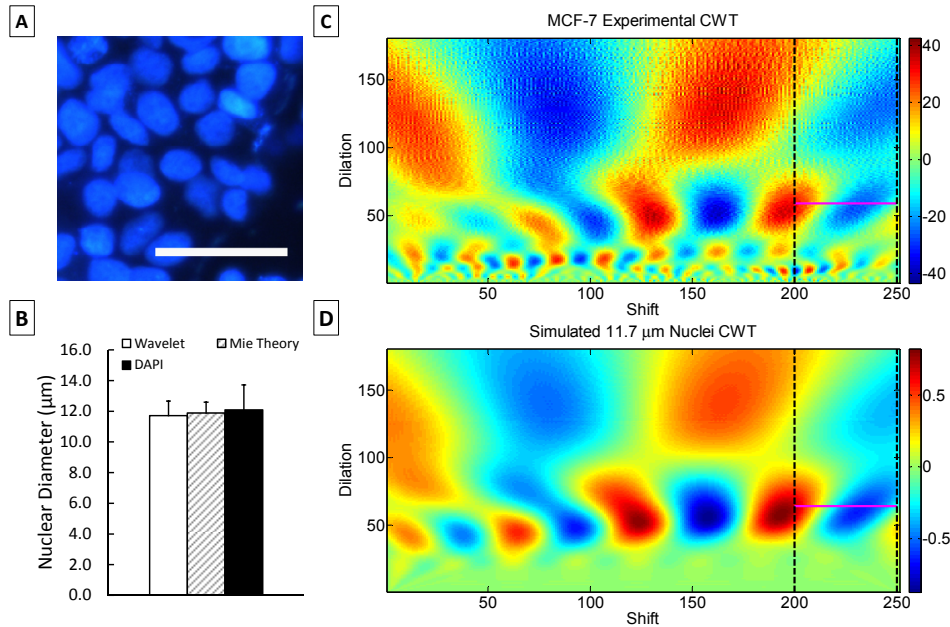 A
B
Wavelet
Mie Theory
DAPI
16.0
14.0
12.0
10.0
8.0
6.0
4.0
2.0
0.0
Nuclear Diameter (μm)
C
MCF-7 Experimental CWT
150
100
50
Dilation
50
100
150
200
250
Shift
40
20
0
-20
-40
D
Simulated 11.7 μm Nuclei CWT
150
100
50
Dilation
50
100
150
200
250
Shift
0.5
0
-0.5